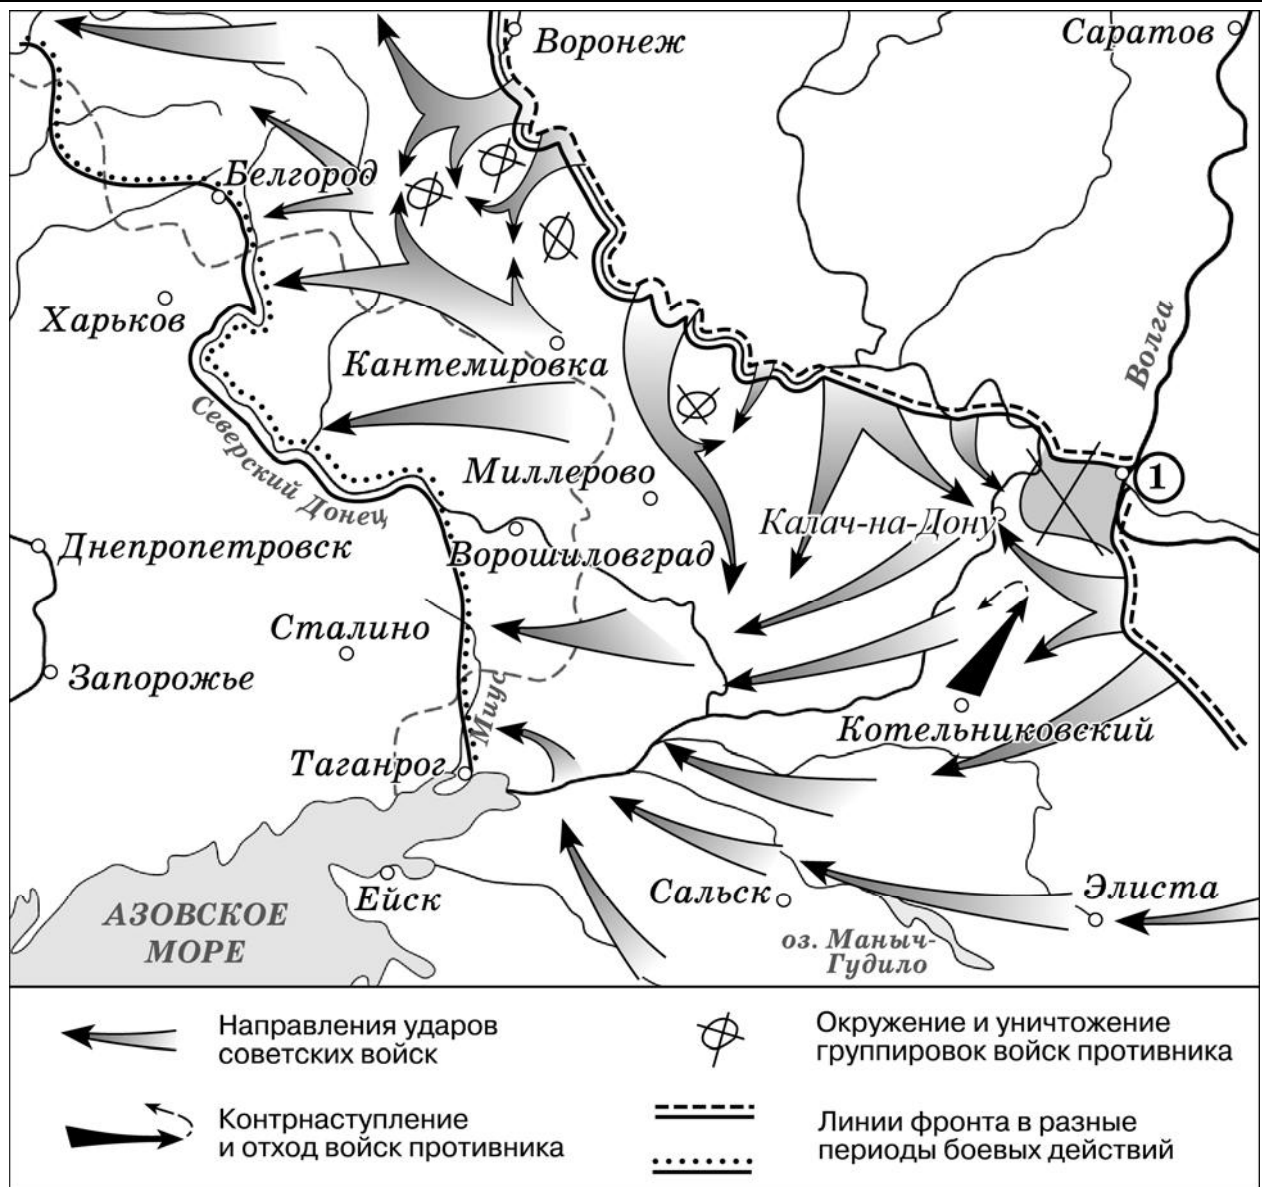 Воронеж
Саратов
Белгород
Волга
Харьков
Кантемировка
Северский Донец
Миллерово
1
Калач-на-Дону
Днепропетровск
Ворошиловград
Сталино
Запорожье
Миус
Котельниковский
Таганрог
Ейск
Сальск
Элиста
АЗОВСКОЕ
МОРЕ
оз. Маныч-
Гудило
Направления ударов
советских войск
Окружение и уничтожение
группировок войск противника
Контрнаступление
и отход войск противника
Линии фронта в разные
периоды боевых действий